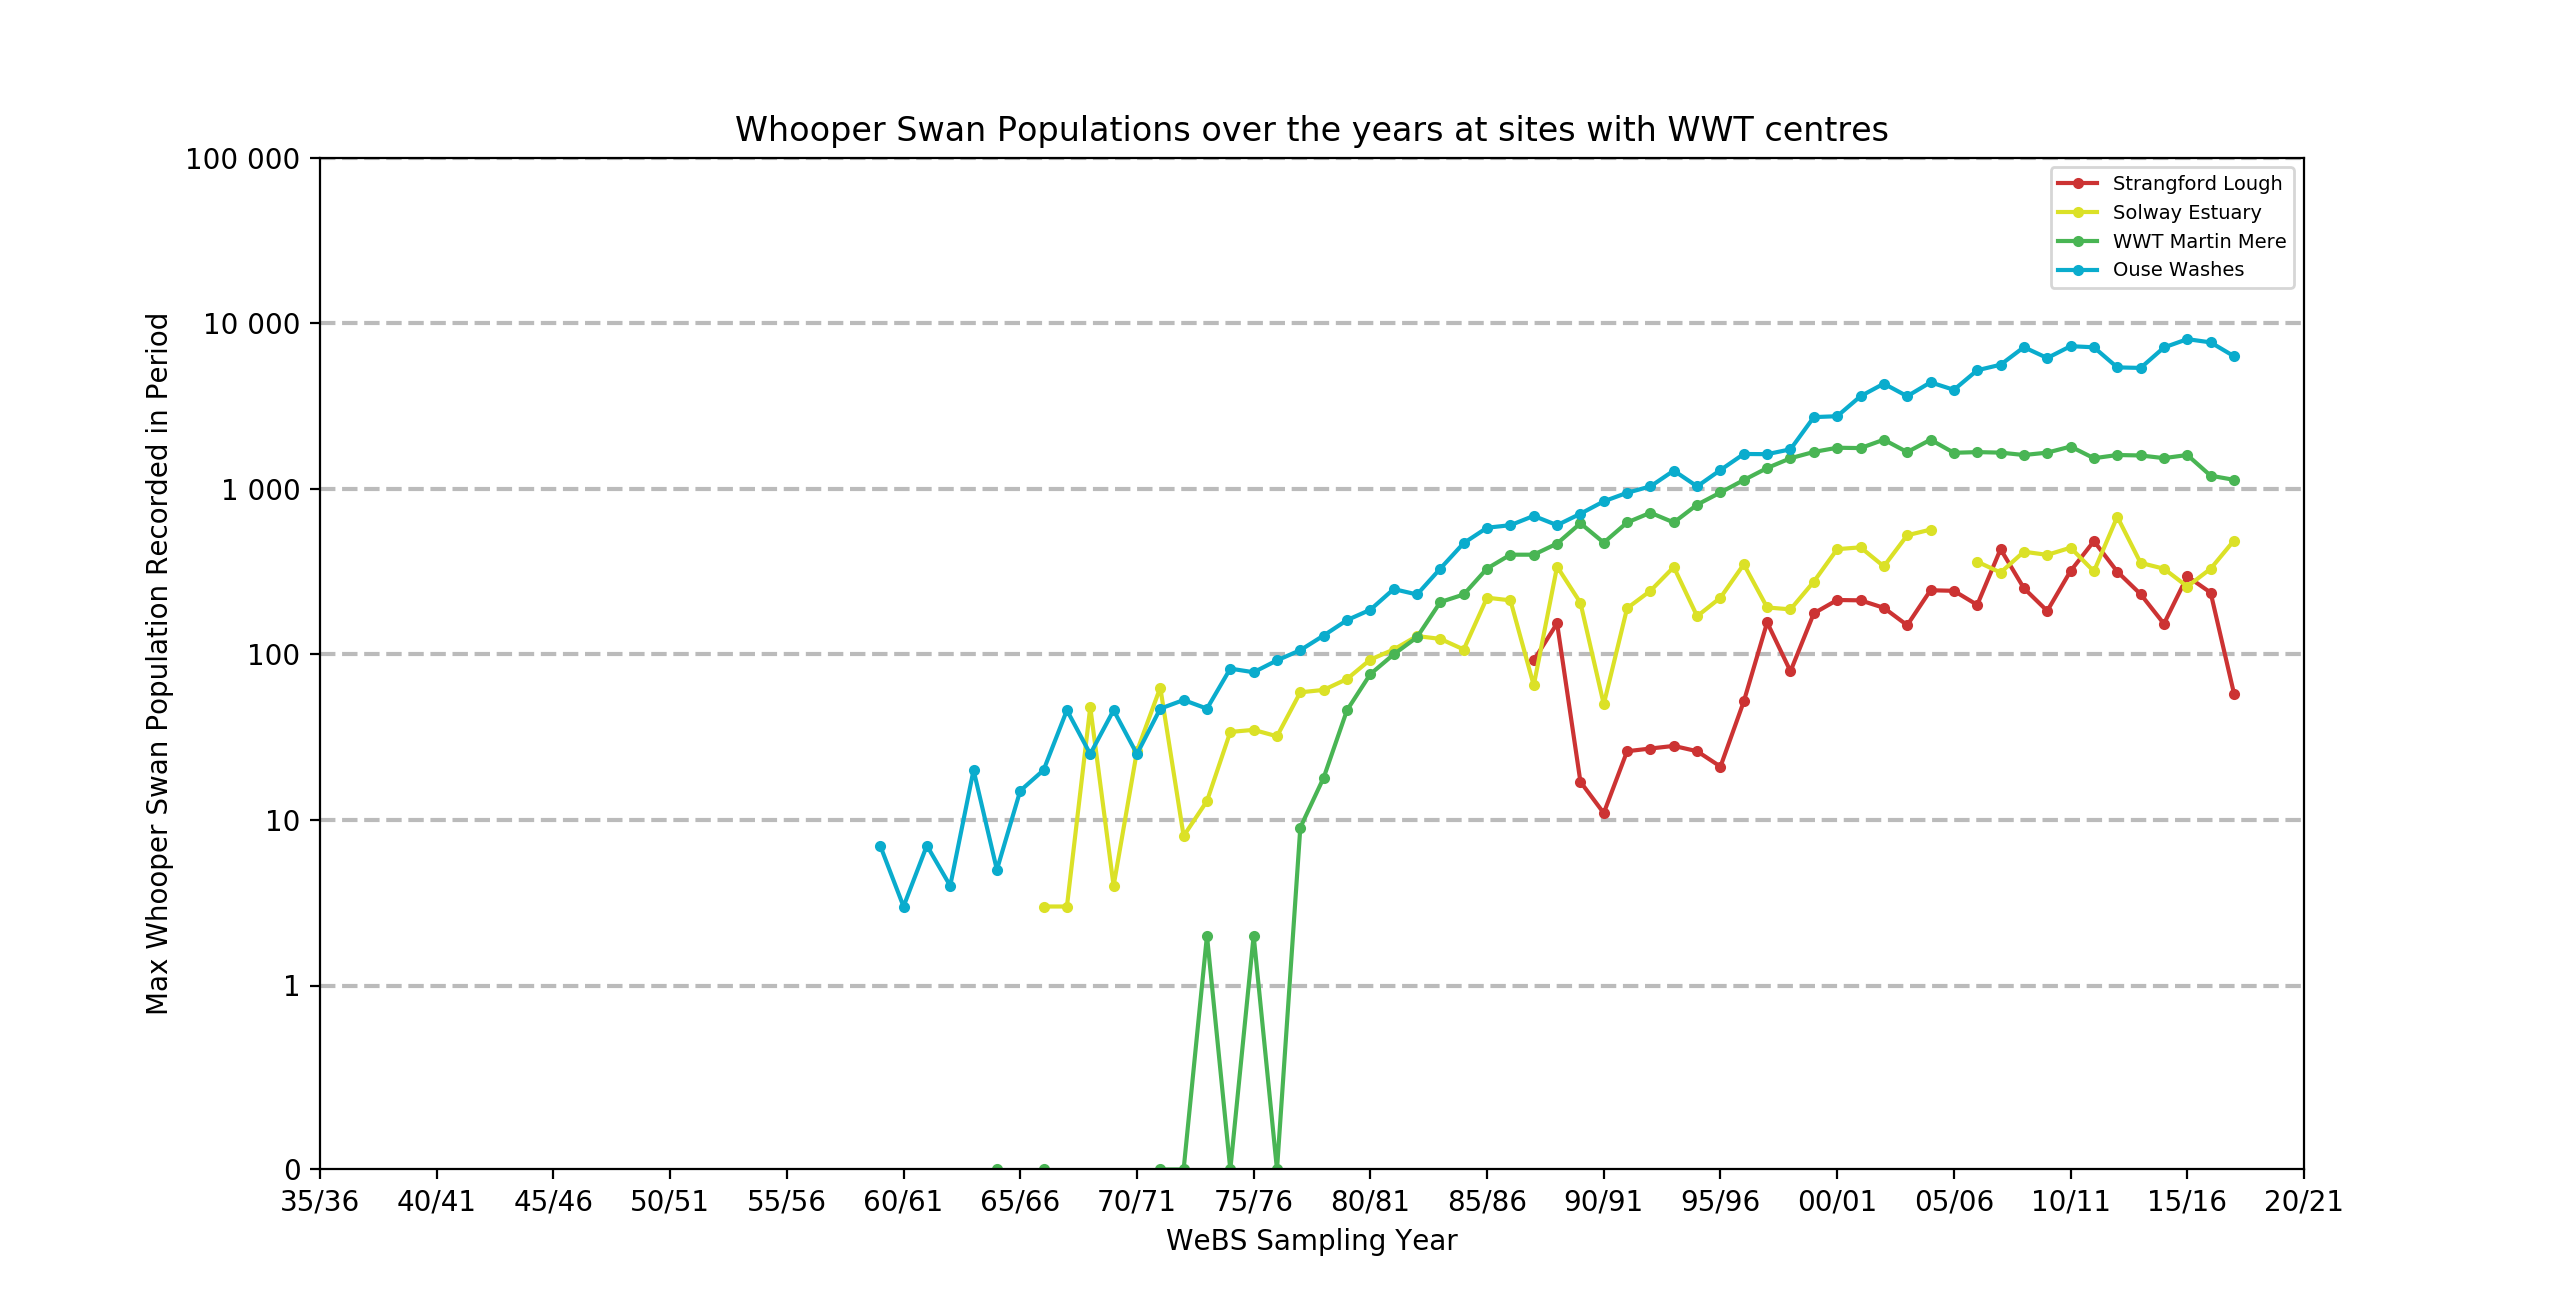 Whooper Swan Populations over the years at sites with WWT centres
100 000
10 000
1 000
100
10
1
0
Max Whooper Swan Population Recorded in Period
Strangford Lough
Solway Estuary
WWT Martin Mere
Ouse Washes
35/36 40/41 45/46 50/51 55/56 60/61 65/66 70/71 75/76 80/81 85/86 90/91 95/96 00/01 05/06 10/11 15/16 20/21
WeBS Sampling Year